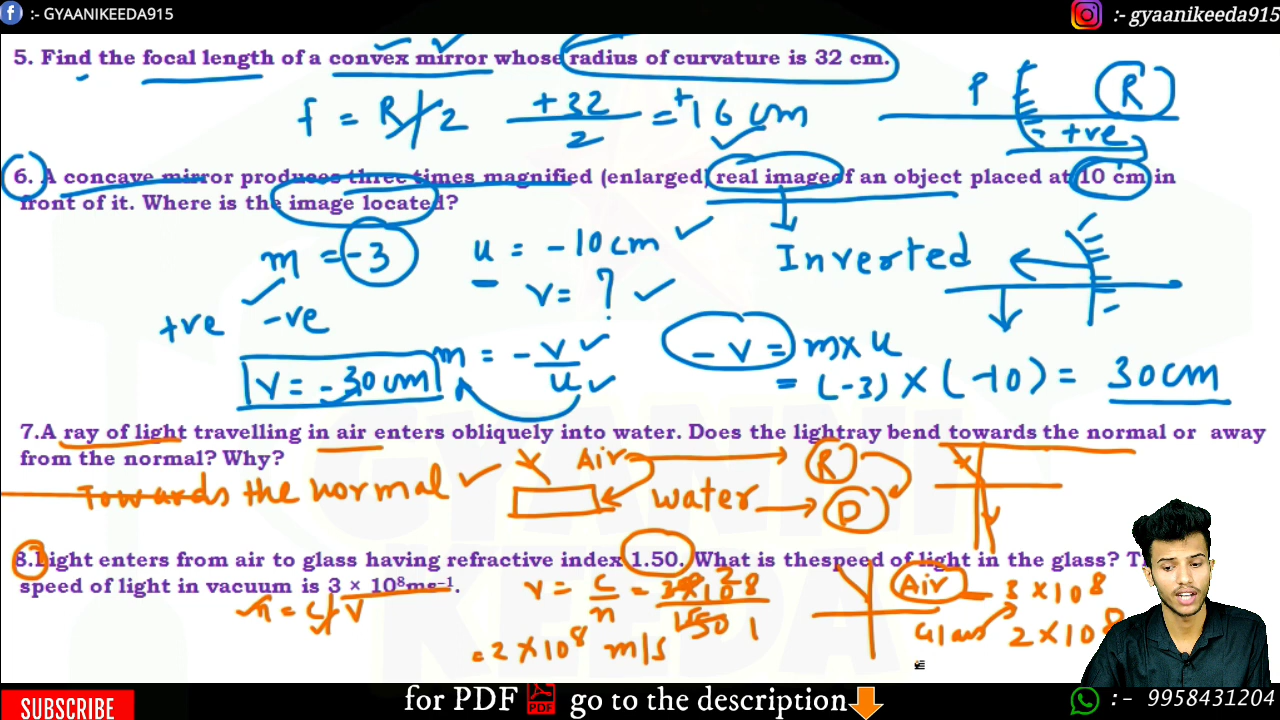 f :- GYAANIKEEDA915
:- gyaanikeeda915
5. Find the focal length of a convex mirror whose radius of curvature is 32 cm.
f = R/2 +32/2 = +16 cm
P R
+ve
6. A concave mirror produces three times magnified (enlarged) real image of an object placed at 10 cm in
front of it. Where is the image located?
m = -3 u = -10cm Inverted
v = ?
+ve -ve
m = -v/u -v = m×u
v = -30cm = (-3) × (-10) = 30cm
7.A ray of light travelling in air enters obliquely into water. Does the lightray bend towards the normal or away
from the normal? Why?
Towards the normal Air R
water D
8.Light enters from air to glass having refractive index 1.50. What is thespeed of light in the glass? T
speed of light in vacuum is 3 × 10⁸ms⁻¹.
n = c/v v = c/n = Air 3×10⁸
= 2×10⁸ m/s Glass 2×10⁸
SUBSCRIBE
for PDF PDF go to the description
:- 9958431204